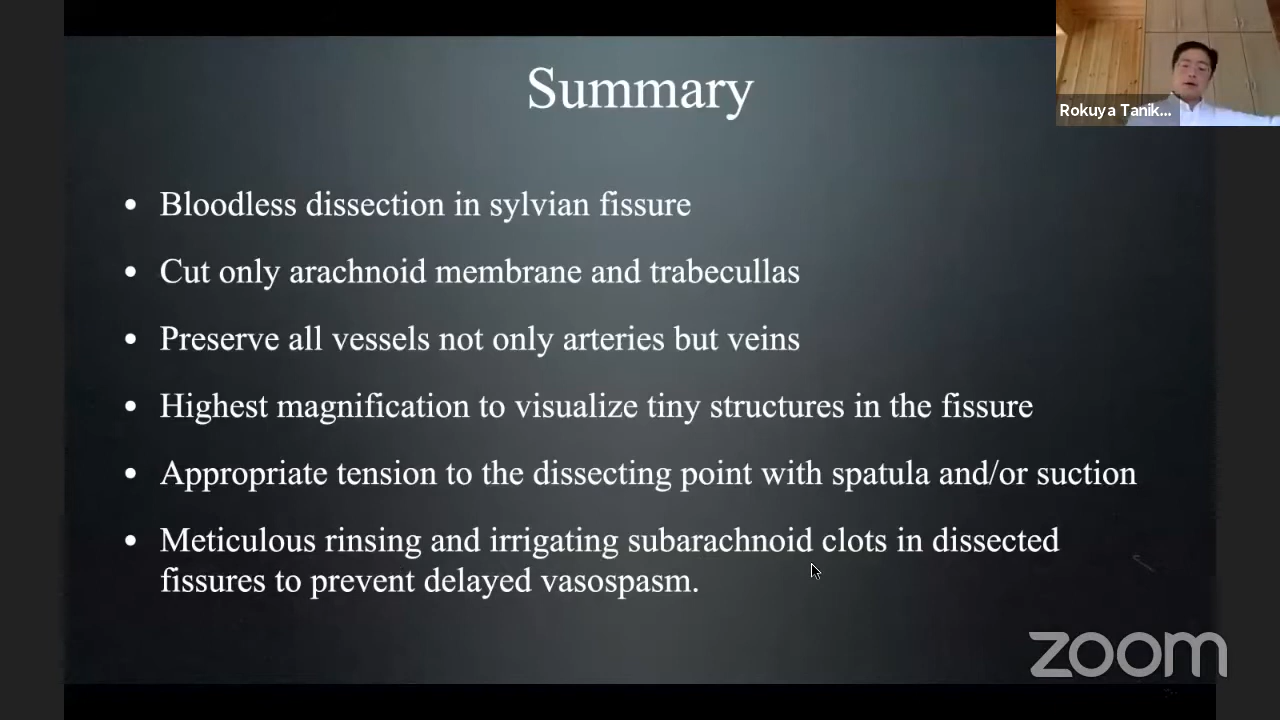 Summary
Rokuya Tanik...
• Bloodless dissection in sylvian fissure
• Cut only arachnoid membrane and trabecullas
• Preserve all vessels not only arteries but veins
• Highest magnification to visualize tiny structures in the fissure
• Appropriate tension to the dissecting point with spatula and/or suction
• Meticulous rinsing and irrigating subarachnoid clots in dissected
fissures to prevent delayed vasospasm.
zoom